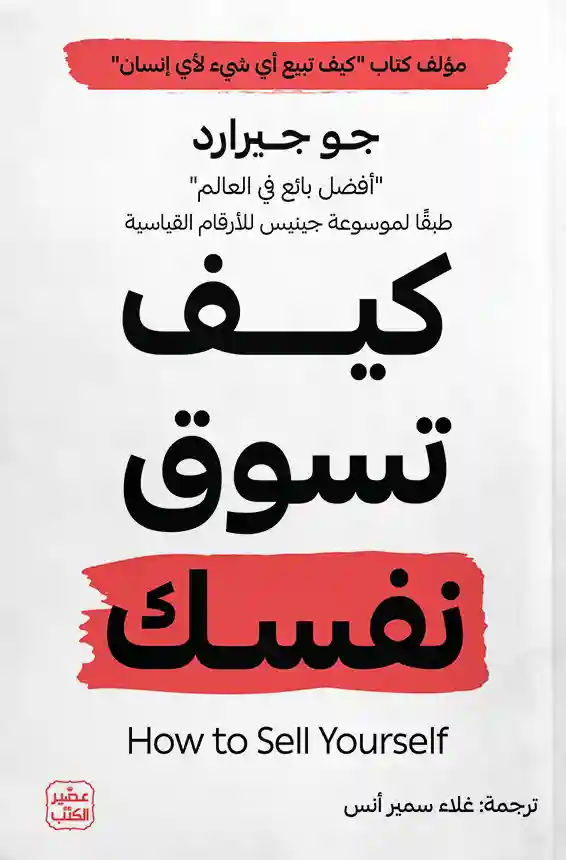 مؤلف كتاب "كيف تبيع أي شيء لأي إنسان"
جو جيرارد
"أفضل بائع في العالم"
طبقًا لموسوعة جينيس للأرقام القياسية
كيف
تسوق
نفسك
How to Sell Yourself
ترجمة: غلاء سمير أنس
عصير
الكتب